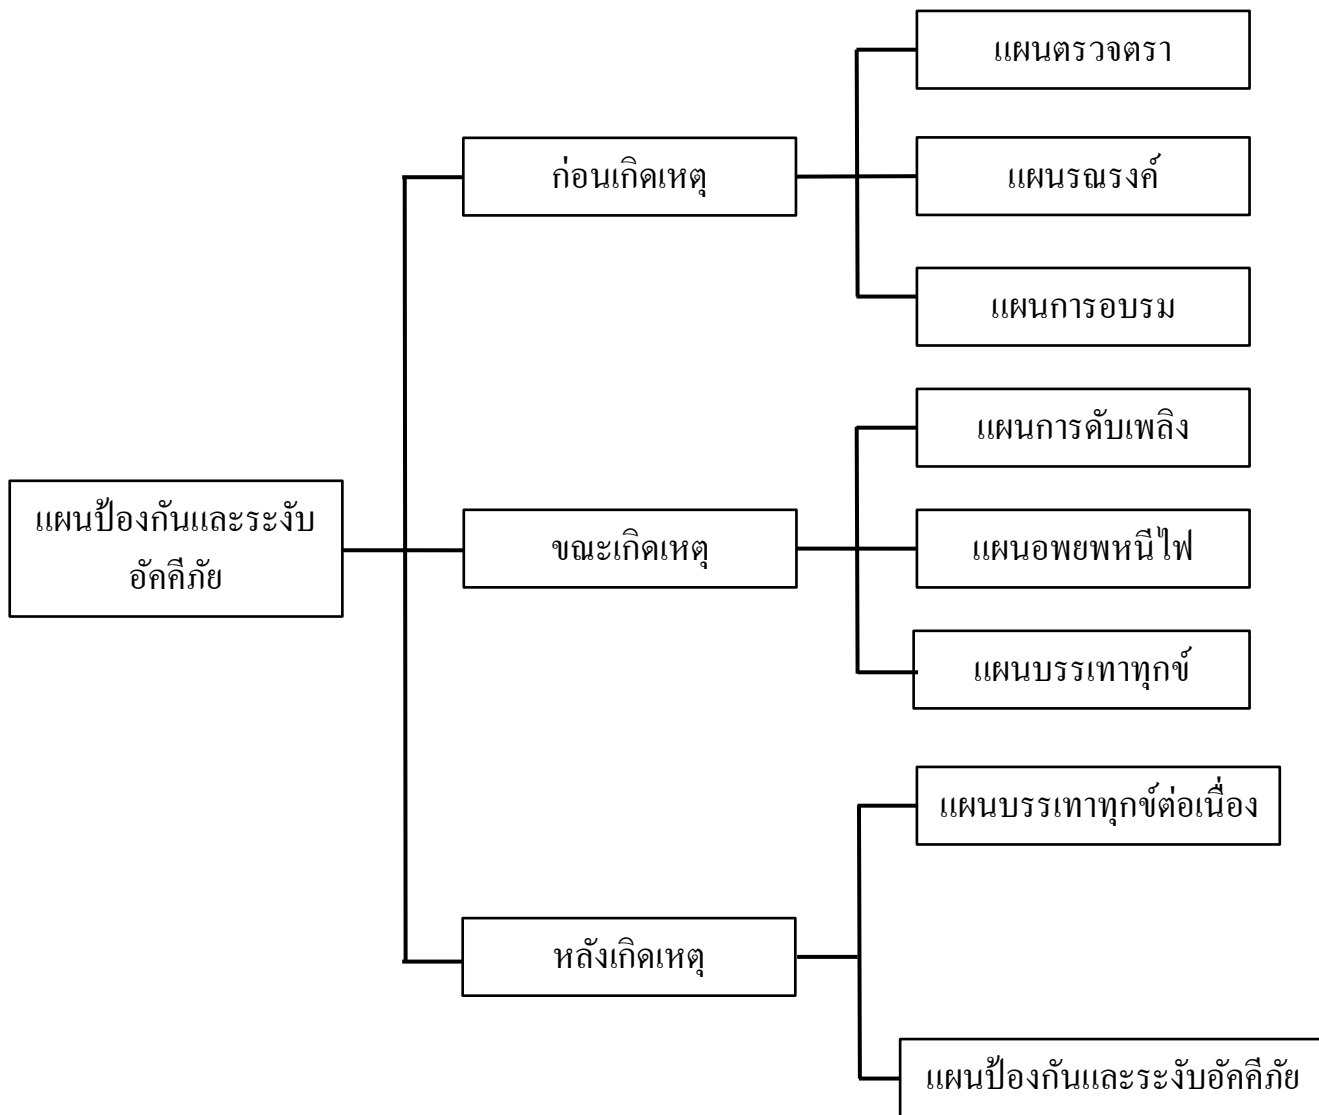 แผนป้องกันและระงับ
อัคคีภัย
ก่อนเกิดเหตุ
แผนตรวจตรา
แผนรณรงค์
แผนการอบรม
ขณะเกิดเหตุ
แผนการดับเพลิง
แผนอพยพหนีไฟ
แผนบรรเทาทุกข์
หลังเกิดเหตุ
แผนบรรเทาทุกข์ต่อเนื่อง
แผนป้องกันและระงับอัคคีภัย